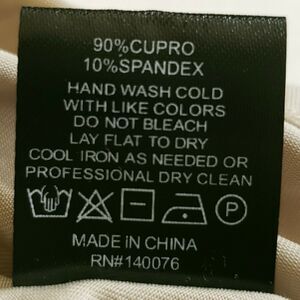 90%CUPRO
10%SPANDEX
HAND WASH COLD
WITH LIKE COLORS
DO NOT BLEACH
LAY FLAT TO DRY
COOL IRON AS NEEDED OR
PROFESSIONAL DRY CLEAN
P
MADE IN CHINA
RN#140076